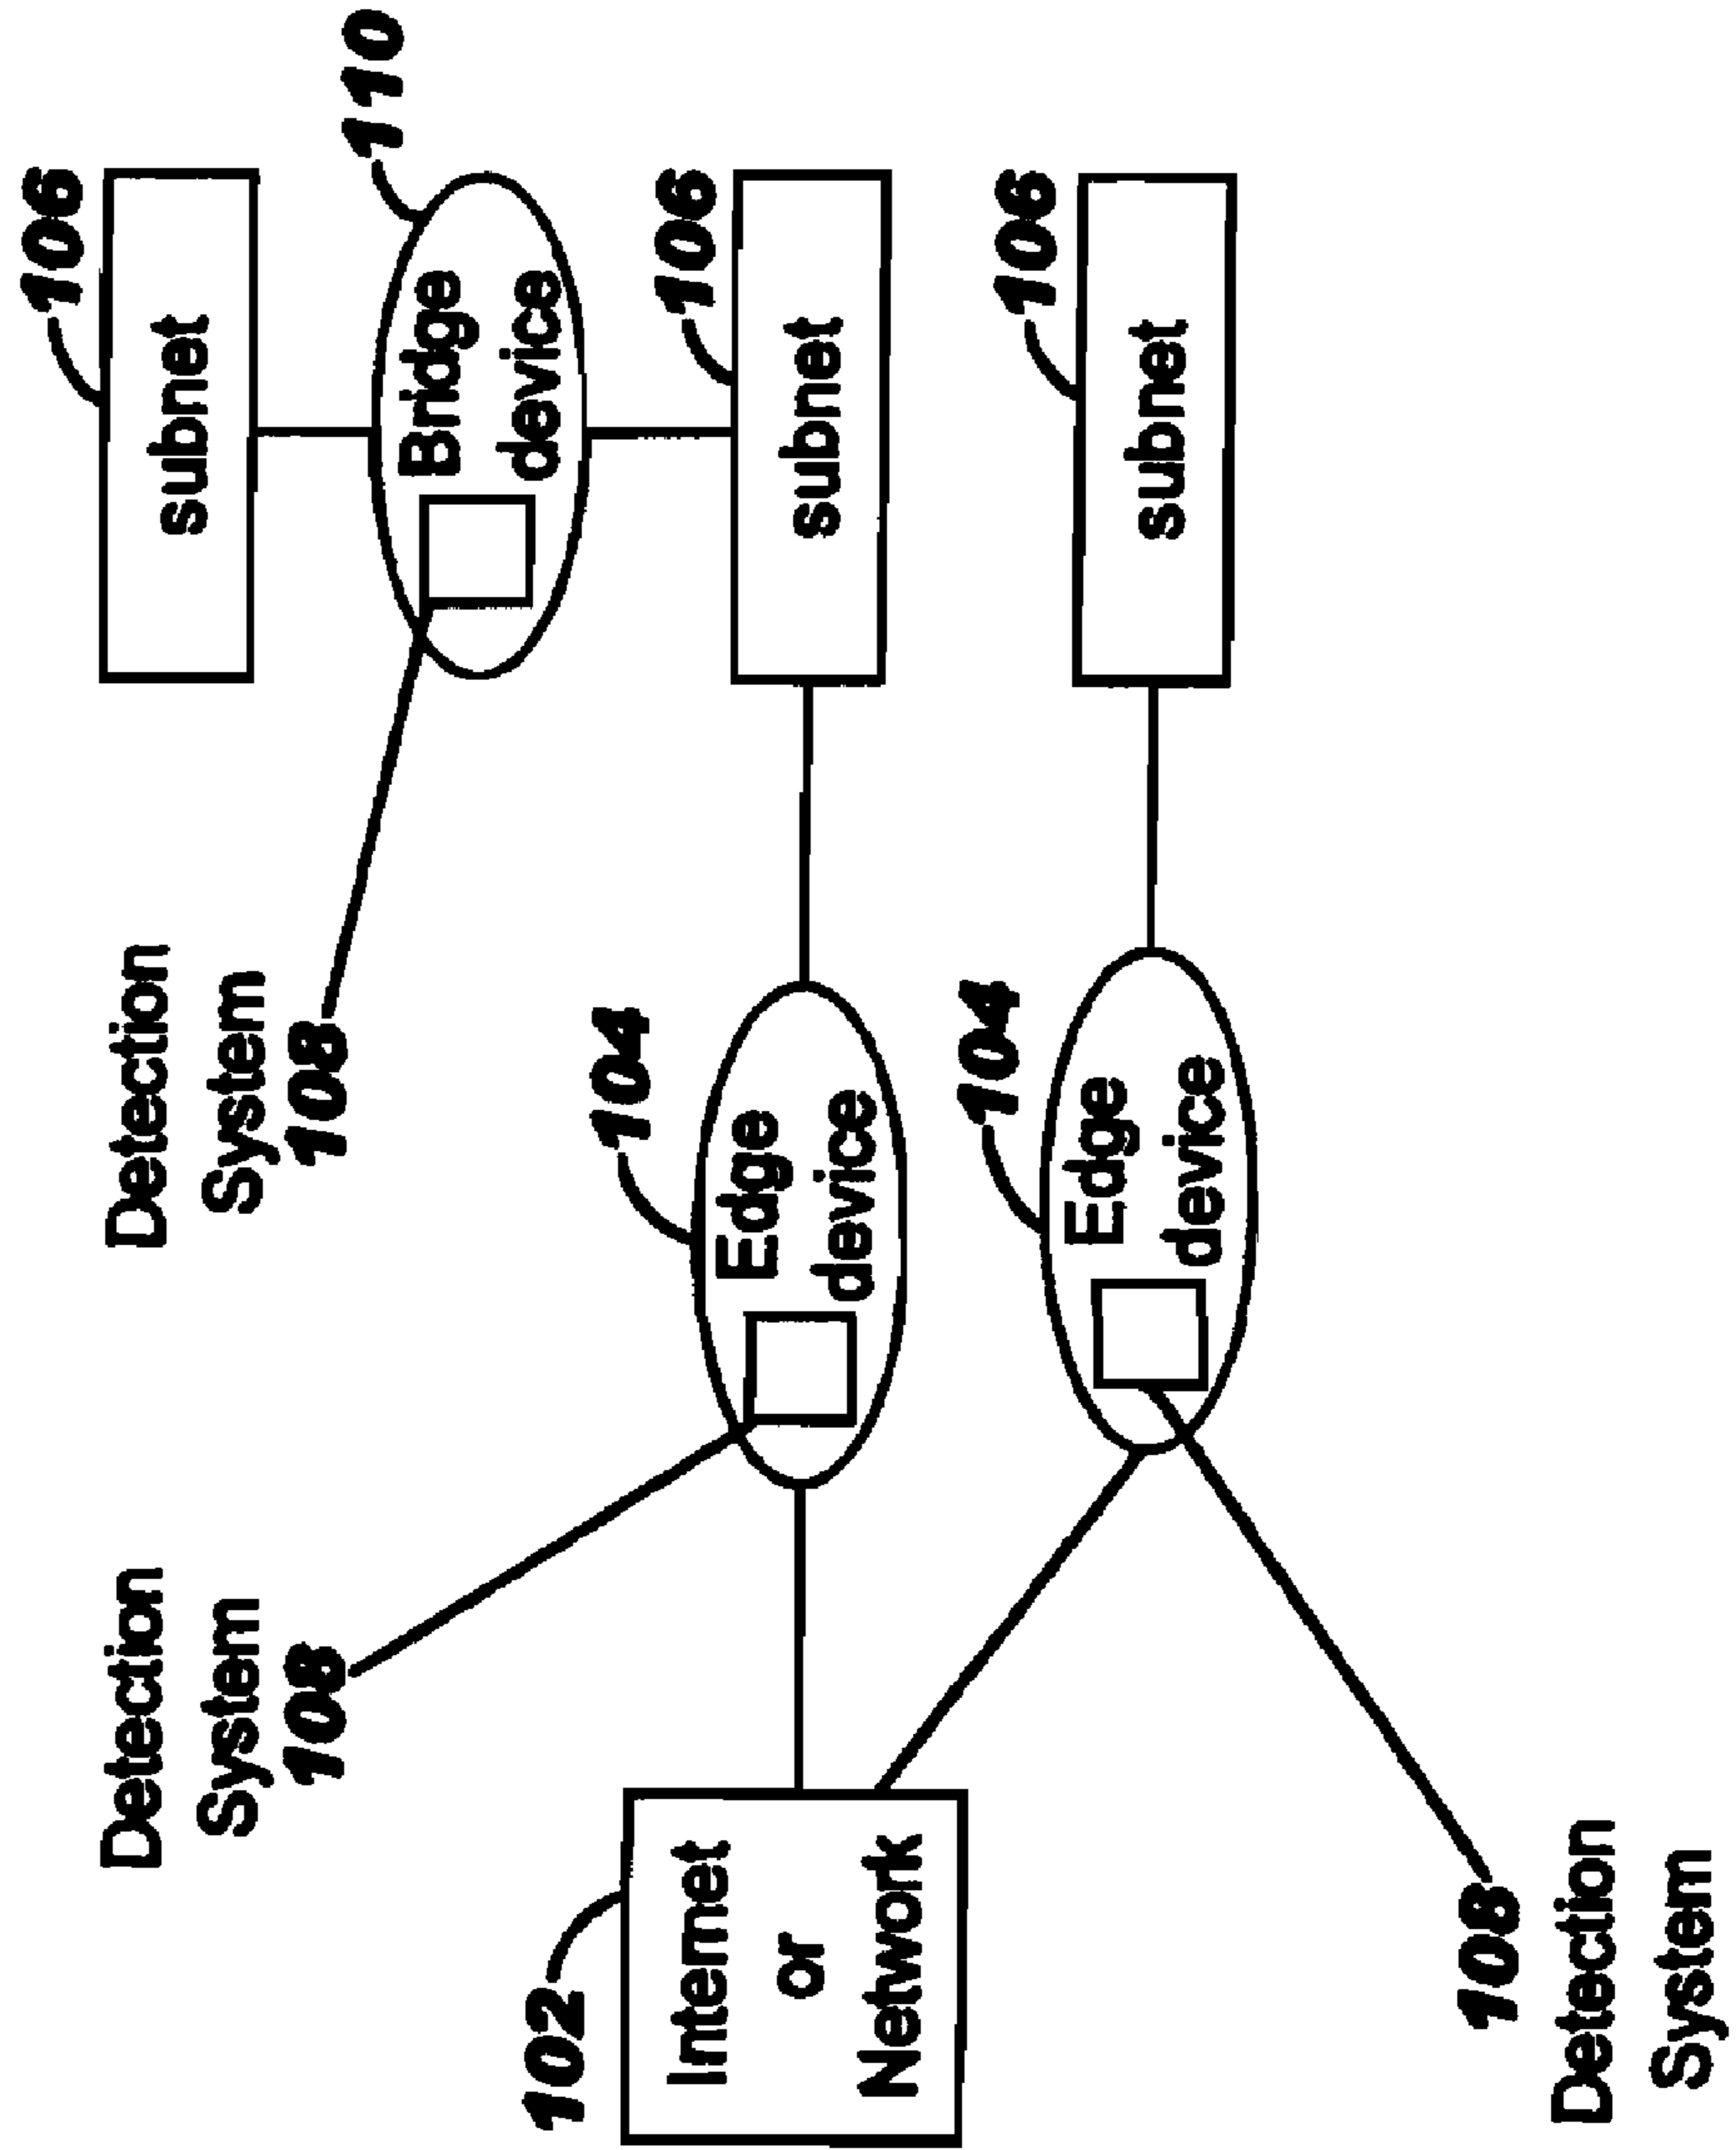 106
subnet
110
Bridge
device
Detection
System
108
106
subnet
Detection
System
108
104
Edge
device
102
Internet
or
Network
106
subnet
104
Edge
device
108
Detection
System